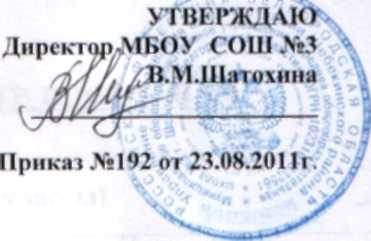 УТВЕРЖДАЮ
Директор МБОУ СОШ №3
В.М.Шатохина
Приказ №192 от 23.08.2011г.